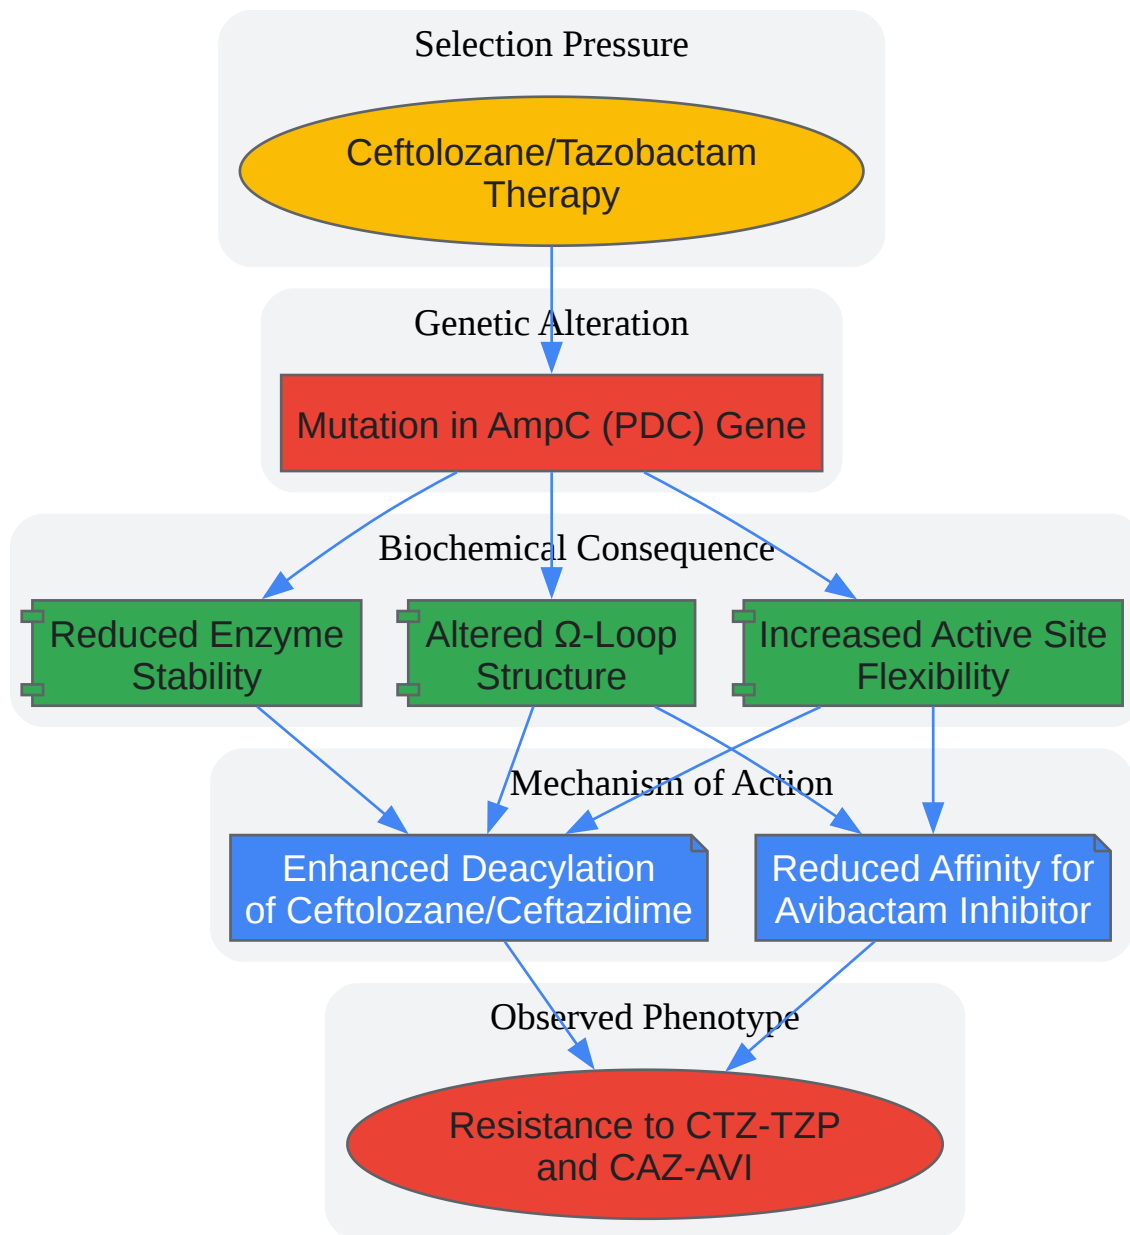 Selection Pressure
Ceftolozane/Tazobactam
Therapy
Genetic Alteration
Mutation in AmpC (PDC) Gene
Biochemical Consequence
Reduced Enzyme
Stability
Altered Ω-Loop
Structure
Increased Active Site
Flexibility
Mechanism of Action
Enhanced Deacylation
of Ceftolozane/Ceftazidime
Reduced Affinity for
Avibactam Inhibitor
Observed Phenotype
Resistance to CTZ-TZP
and CAZ-AVI